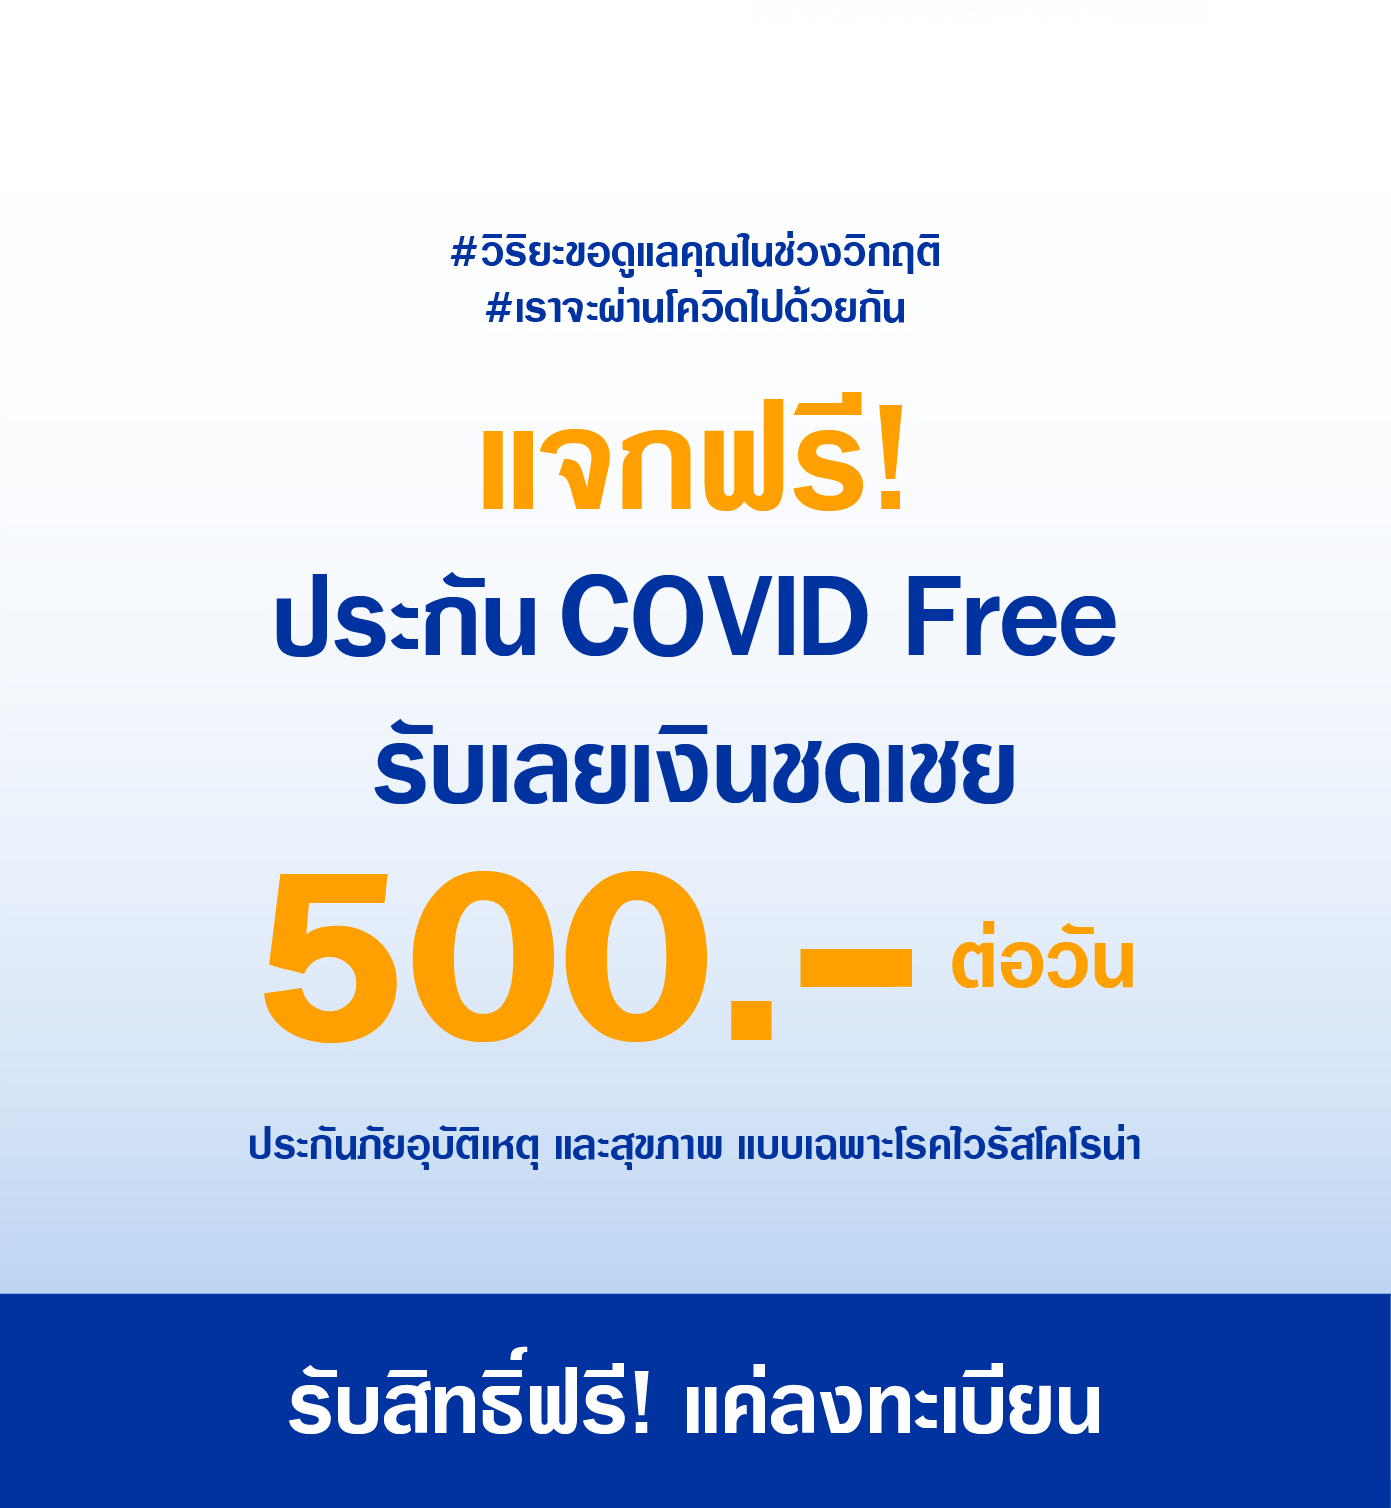 #วิริยะขอดูแลคุณในช่วงวิกฤติ
#เราจะผ่านโควิดไปด้วยกัน
แจกฟรี!
ประกัน COVID Free
รับเลยเงินชดเชย
500.- ต่อวัน
ประกันภัยอุบัติเหตุ และสุขภาพ แบบเฉพาะโรคไวรัสโคโรน่า
รับสิทธิ์ฟรี! แค่ลงทะเบียน